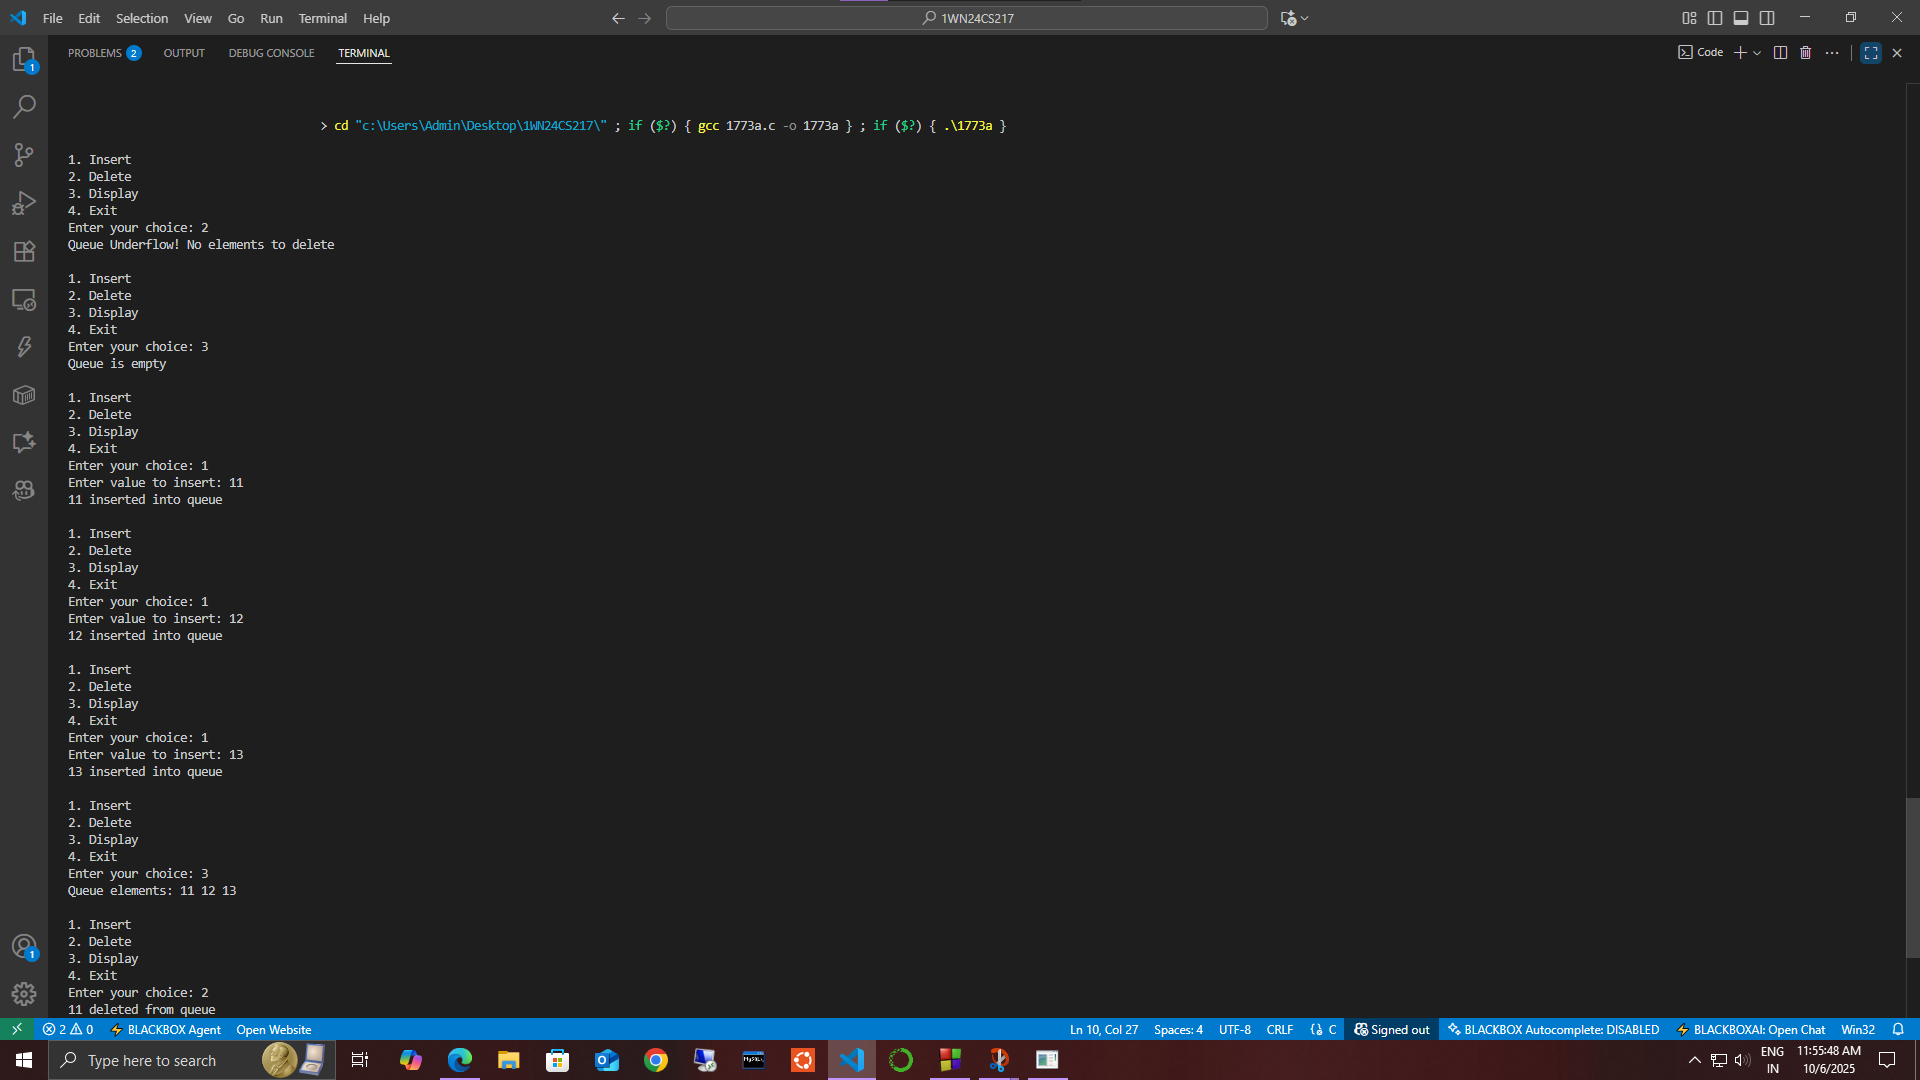 File Edit Selection View Go Run Terminal Help
1WN24CS217
PROBLEMS 2 OUTPUT DEBUG CONSOLE TERMINAL
Code
1
> cd "c:\Users\Admin\Desktop\1WN24CS217\" ; if ($?) { gcc 1773a.c -o 1773a } ; if ($?) { .\1773a }
1. Insert
2. Delete
3. Display
4. Exit
Enter your choice: 2
Queue Underflow! No elements to delete
1. Insert
2. Delete
3. Display
4. Exit
Enter your choice: 3
Queue is empty
1. Insert
2. Delete
3. Display
4. Exit
Enter your choice: 1
Enter value to insert: 11
11 inserted into queue
1. Insert
2. Delete
3. Display
4. Exit
Enter your choice: 1
Enter value to insert: 12
12 inserted into queue
1. Insert
2. Delete
3. Display
4. Exit
Enter your choice: 1
Enter value to insert: 13
13 inserted into queue
1. Insert
2. Delete
3. Display
4. Exit
Enter your choice: 3
Queue elements: 11 12 13
1. Insert
2. Delete
3. Display
4. Exit
Enter your choice: 2
11 deleted from queue
1
2 0 BLACKBOX Agent Open Website
Ln 10, Col 27 Spaces: 4 UTF-8 CRLF {} C Signed out BLACKBOX Autocomplete: DISABLED BLACKBOXAI: Open Chat Win32
Type here to search
MySQL
ENG
IN
11:55:48 AM
10/6/2025